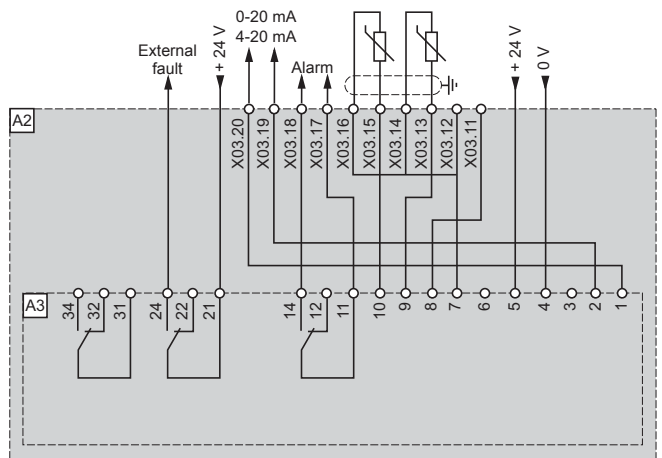 0-20 mA
4-20 mA
External
fault
+ 24 V
Alarm
+ 24 V
0 V
A2
X03.20
X03.19
X03.18
X03.17
X03.16
X03.15
X03.14
X03.13
X03.12
X03.11
A3
34
32
31
24
22
21
14
12
11
10
9
8
7
6
5
4
3
2
1